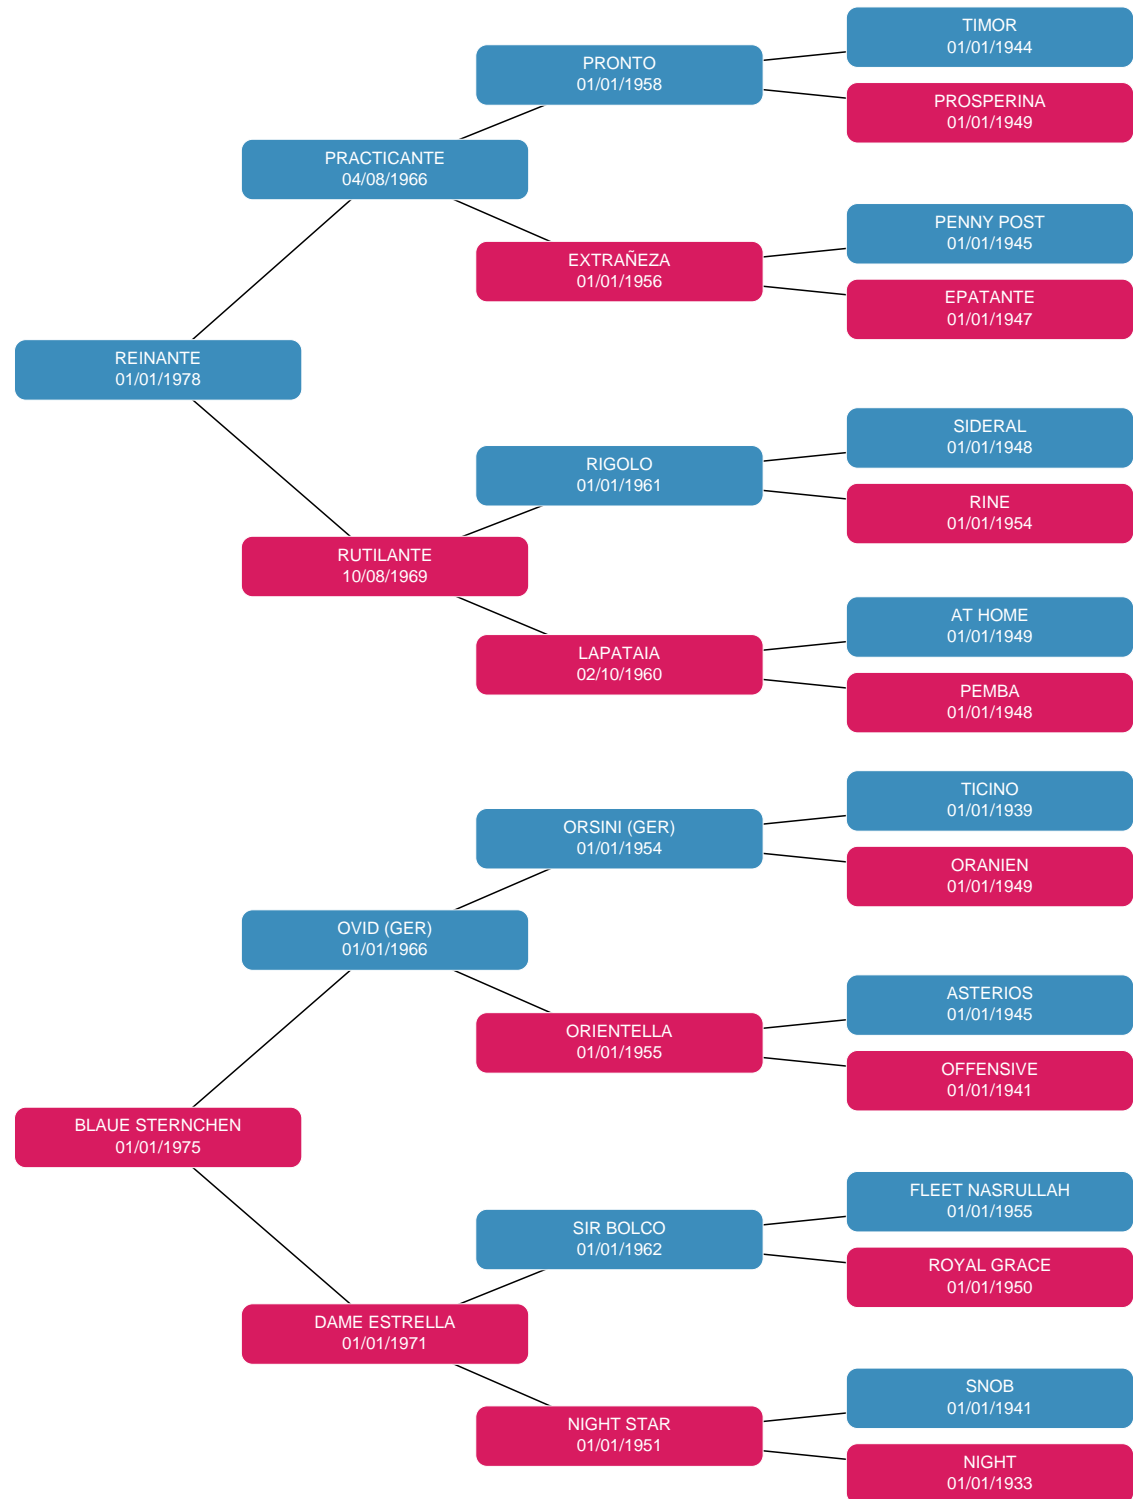 TIMOR
01/01/1944
PRONTO
01/01/1958
PROSPERINA
01/01/1949
PRACTICANTE
04/08/1966
PENNY POST
01/01/1945
EXTRAÑEZA
01/01/1956
EPATANTE
01/01/1947
REINANTE
01/01/1978
SIDERAL
01/01/1948
RIGOLO
01/01/1961
RINE
01/01/1954
RUTILANTE
10/08/1969
AT HOME
01/01/1949
LAPATAIA
02/10/1960
PEMBA
01/01/1948
TICINO
01/01/1939
ORSINI (GER)
01/01/1954
ORANIEN
01/01/1949
OVID (GER)
01/01/1966
ASTERIOS
01/01/1945
ORIENTELLA
01/01/1955
OFFENSIVE
01/01/1941
BLAUE STERNCHEN
01/01/1975
FLEET NASRULLAH
01/01/1955
SIR BOLCO
01/01/1962
ROYAL GRACE
01/01/1950
DAME ESTRELLA
01/01/1971
SNOB
01/01/1941
NIGHT STAR
01/01/1951
NIGHT
01/01/1933